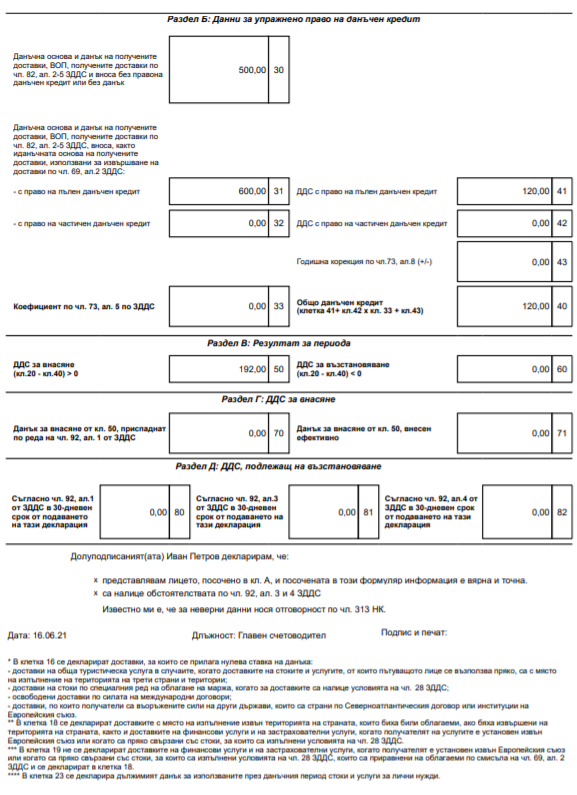 Раздел Б: Данни за упражнено право на данъчен кредит
Данъчна основа и данък на получените
доставки, ВОП, получените доставки по
чл. 82, ал. 2-5 ЗДДС и вноса без правона
данъчен кредит или без данък
500,00 30
Данъчна основа и данък на получените
доставки, ВОП, получените доставки по
чл. 82, ал. 2-5 ЗДДС, вноса, както
иданъчната основа на получените
доставки, използвани за извършване на
доставки по чл. 69, ал.2 ЗДДС:
- с право на пълен данъчен кредит 600,00 31 ДДС с право на пълен данъчен кредит 120,00 41
- с право на частичен данъчен кредит 0,00 32 ДДС с право на частичен данъчен кредит 0,00 42
Годишна корекция по чл.73, ал.8 (+/-) 0,00 43
Коефициент по чл. 73, ал. 5 по ЗДДС 0,00 33 Общо данъчен кредит
(клетка 41+ кл.42 х кл. 33 + кл.43) 120,00 40
Раздел В: Резултат за периода
ДДС за внасяне
(кл.20 - кл.40) > 0 192,00 50 ДДС за възстановяване
(кл.20 - кл.40) < 0 0,00 60
Раздел Г: ДДС за внасяне
Данък за внасяне от кл. 50, приспаднат
по реда на чл. 92, ал. 1 от ЗДДС 0,00 70 Данък за внасяне от кл. 50, внесен
ефективно 0,00 71
Раздел Д: ДДС, подлежащ на възстановяване
Съгласно чл. 92, ал.1
от ЗДДС в 30-дневен
срок от подаването
на тази декларация
0,00 80
Съгласно чл. 92, ал.3
от ЗДДС в 30-дневен
срок от подаването
на тази декларация
0,00 81
Съгласно чл. 92, ал.4 от
ЗДДС в 30-дневен
срок от подаването на тази
декларация
0,00 82
Долуподписаният(ата) Иван Петров декларирам, че:
х представлявам лицето, посочено в кл. А, и посочената в този формуляр информация е вярна и точна.
х са налице обстоятелствата по чл. 92, ал. 3 и 4 ЗДДС
Известно ми е, че за неверни данни нося отговорност по чл. 313 НК.
Дата: 16.06.21 Длъжност: Главен счетоводител Подпис и печат:
* В клетка 16 се декларират доставки, за които се прилага нулева ставка на данъка:
- доставки на обща туристическа услуга в случаите, когато доставките на стоките и услугите, от които пътуващото лице се възползва пряко, са с място
на изпълнение на територията на трети страни и територии;
- доставки на стоки по специалния ред на облагане на маржа, когато за доставките са налице условията на чл. 28 ЗДДС;
- освободени доставки по силата на международни договори;
- доставки, по които получатели са въоръжените сили на други държави, които са страни по Североатлантическия договор или институции на
Европейския съюз.
** В клетка 18 се декларират доставките с място на изпълнение извън територията на страната, които биха били облагаеми, ако бяха извършени на
територията на страната, както и доставките на финансови услуги и на застрахователни услуги, когато получателят на услугите е установен извън
Европейския съюз или когато са пряко свързани със стоки, за които са изпълнени условията на чл. 28 ЗДДС.
*** В клетка 19 не се декларират доставките на финансови услуги и на застрахователни услуги, когато получателят е установен извън Европейския съюз
или когато са пряко свързани със стоки, за които са изпълнени условията на чл. 28 ЗДДС, които са приравнени на облагаеми по смисъла на чл. 69, ал. 2
ЗДДС и се декларират в клетка 18.
**** В клетка 23 се декларира дължимият данък за използваните през данъчния период стоки и услуги за лични нужди.